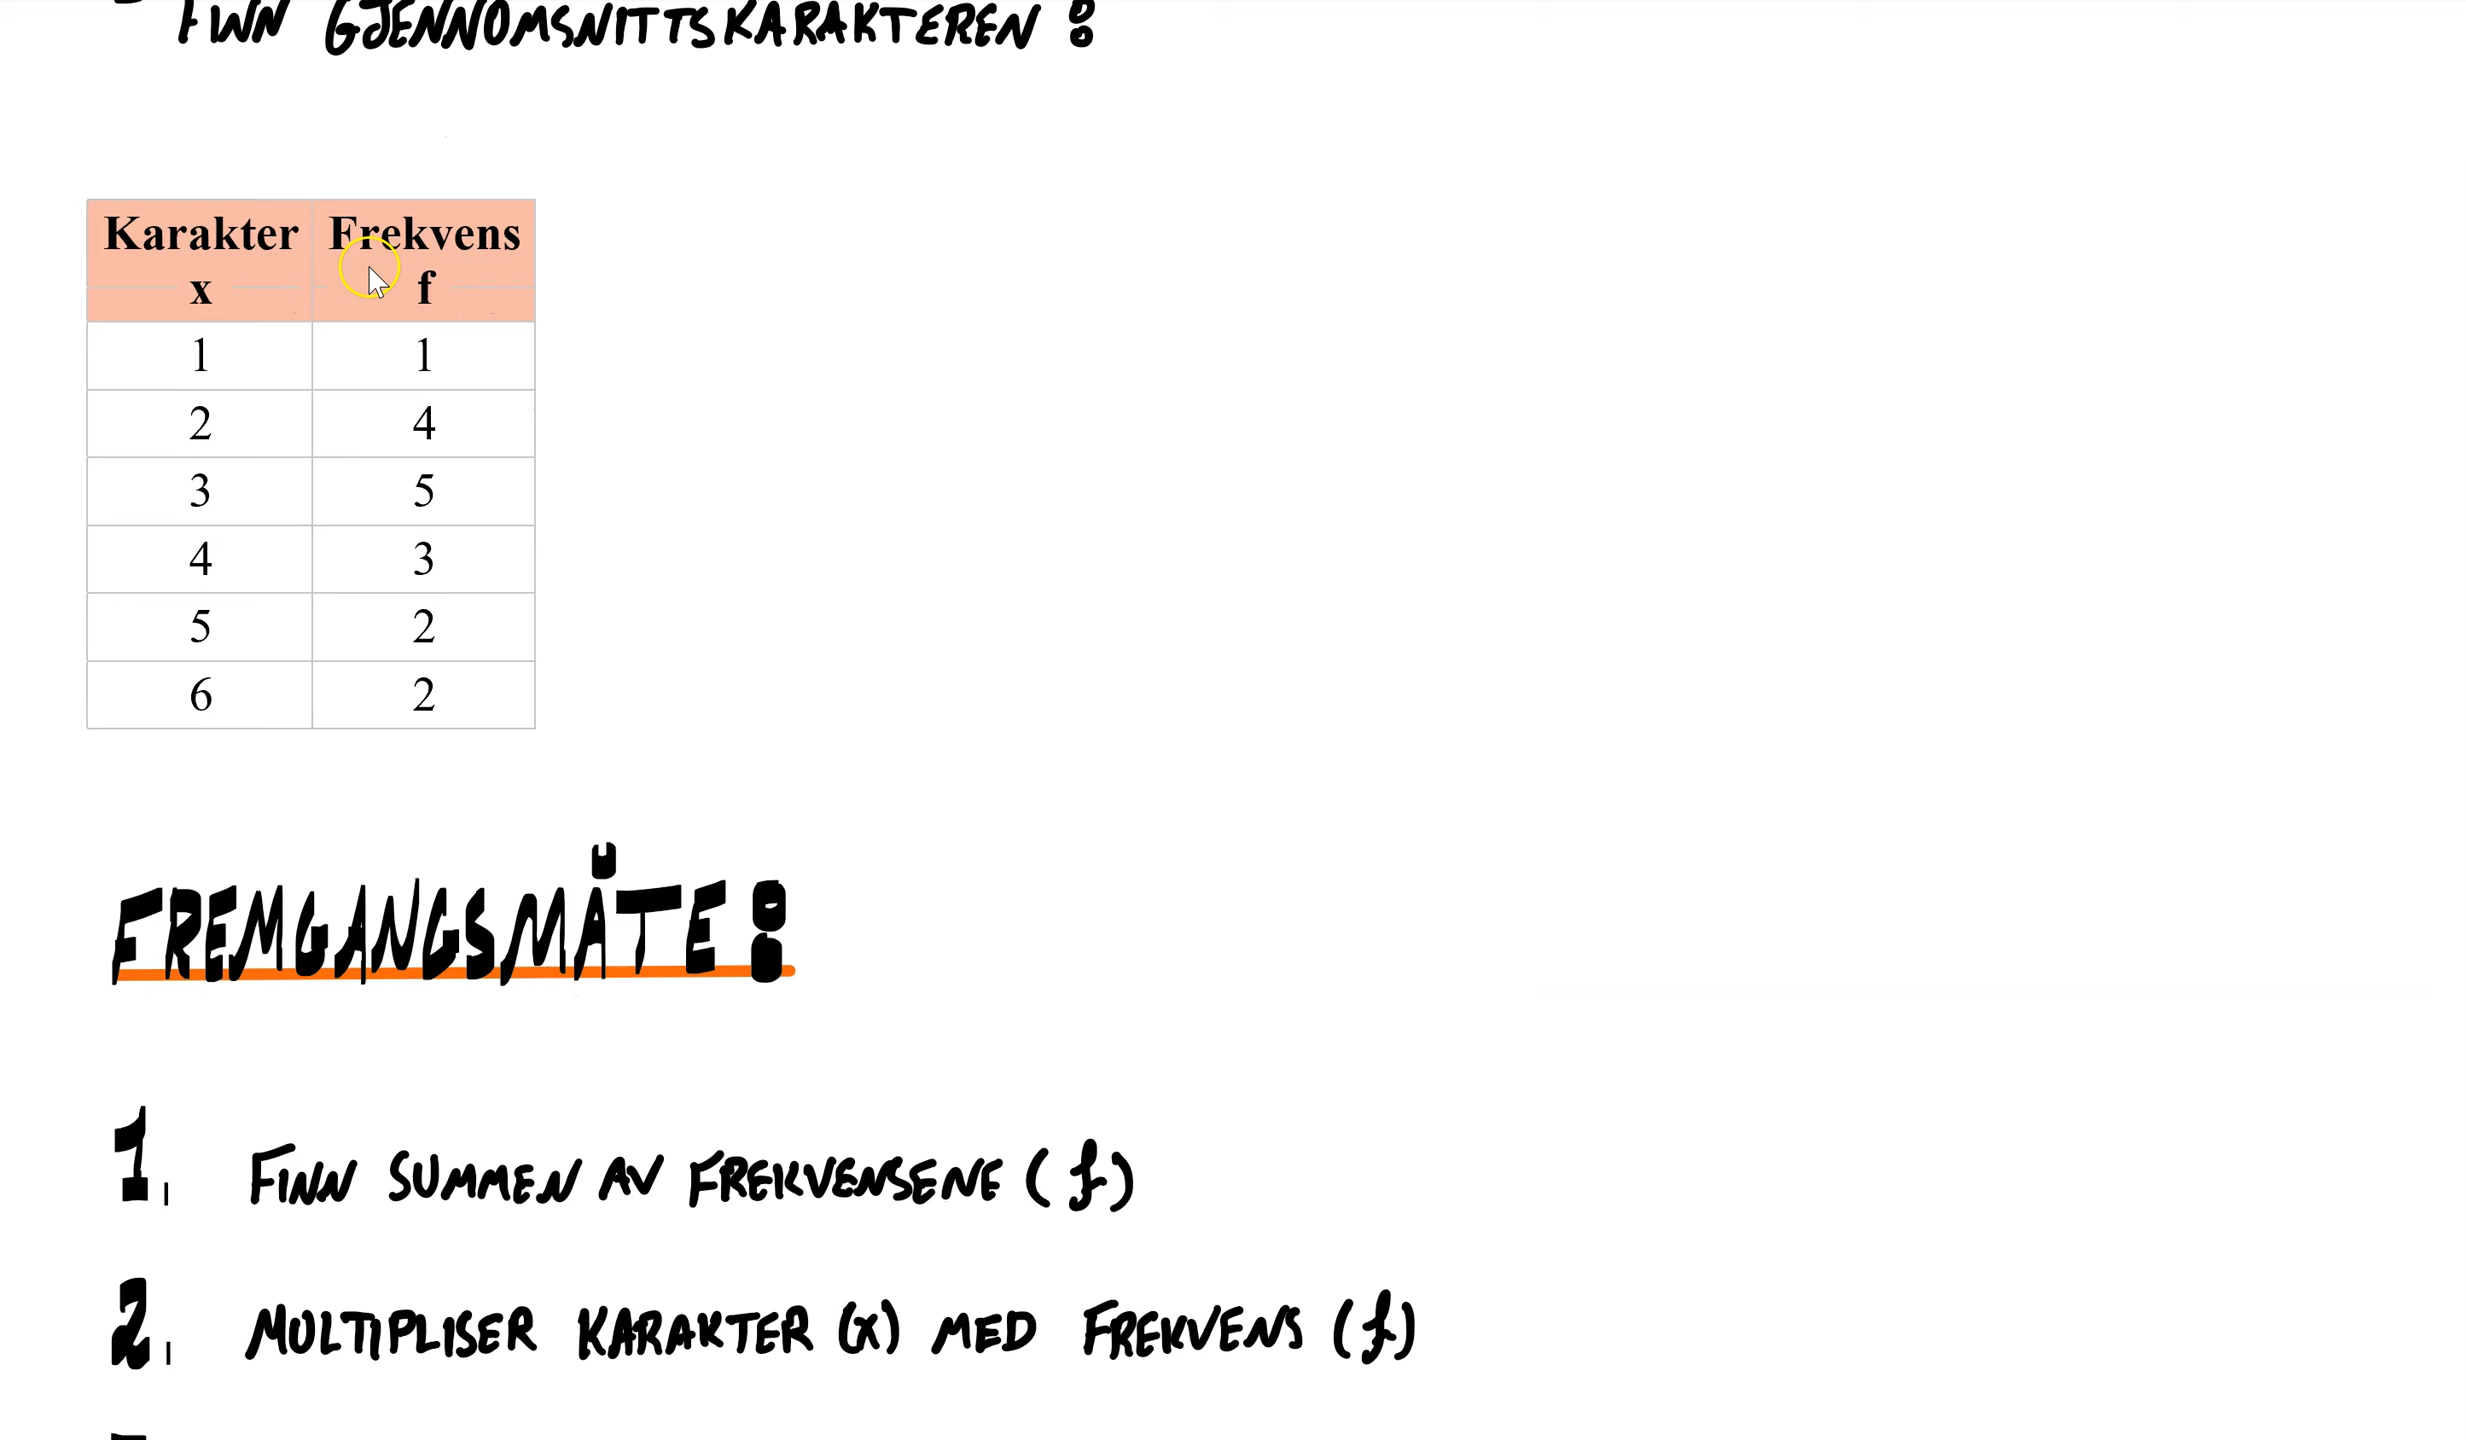 FINN GJENNOMSNITTSKARAKTEREN :
Karakter Frekvens
x f
1 1
2 4
3 5
4 3
5 2
6 2
FREMGANGSMÅTE :
1. FINN SUMMEN AV FREKVENSENE (f)
2. MULTIPLISER KARAKTER (x) MED FREKVENS (f)